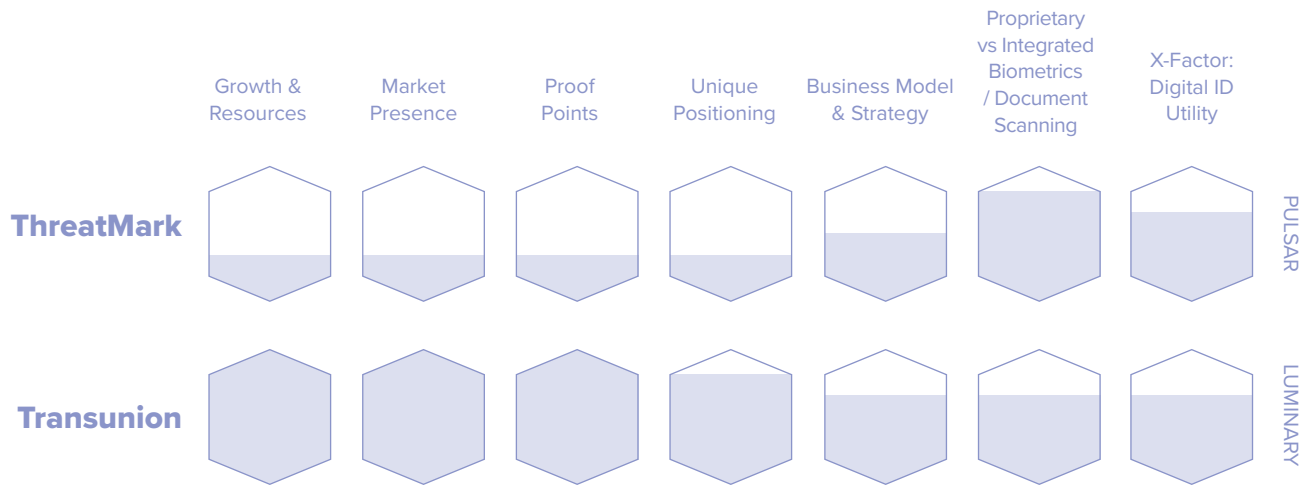 Growth &
Resources
Market
Presence
Proof
Points
Unique
Positioning
Business Model
& Strategy
Proprietary
vs Integrated
Biometrics
/ Document
Scanning
X-Factor:
Digital ID
Utility
ThreatMark
PULSAR
Transunion
LUMINARY